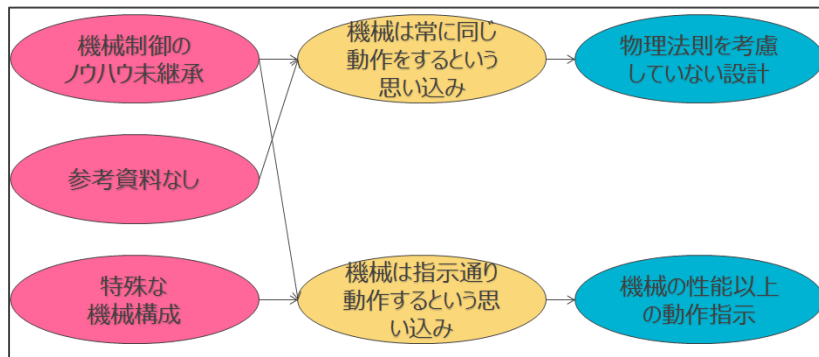 機械制御の
ノウハウ未継承
機械は常に同じ
動作をするという
思い込み
物理法則を考慮
していない設計
参考資料なし
特殊な
機械構成
機械は指示通り
動作するという思
い込み
機械の性能以上
の動作指示